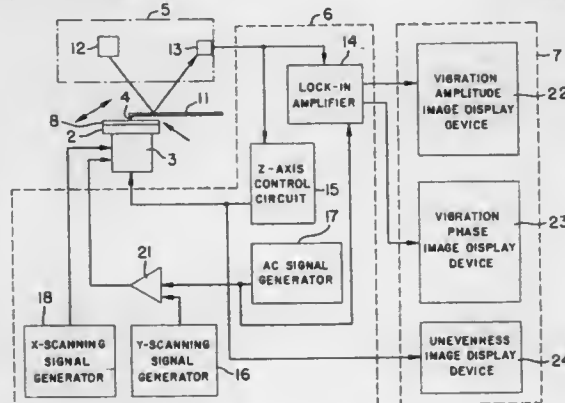 5
6
12
13
14
7
LOCK-IN
AMPLIFIER
VIBRATION
AMPLITUDE
IMAGE DISPLAY
DEVICE
22
4
11
8
2
3
Z-AXIS
CONTROL
CIRCUIT
15
VIBRATION
PHASE
IMAGE DISPLAY
DEVICE
23
17
21
AC SIGNAL
GENERATOR
18
X-SCANNING
SIGNAL
GENERATOR
Y-SCANNING
SIGNAL
GENERATOR
16
UNEVENNESS
IMAGE DISPLAY
DEVICE
24